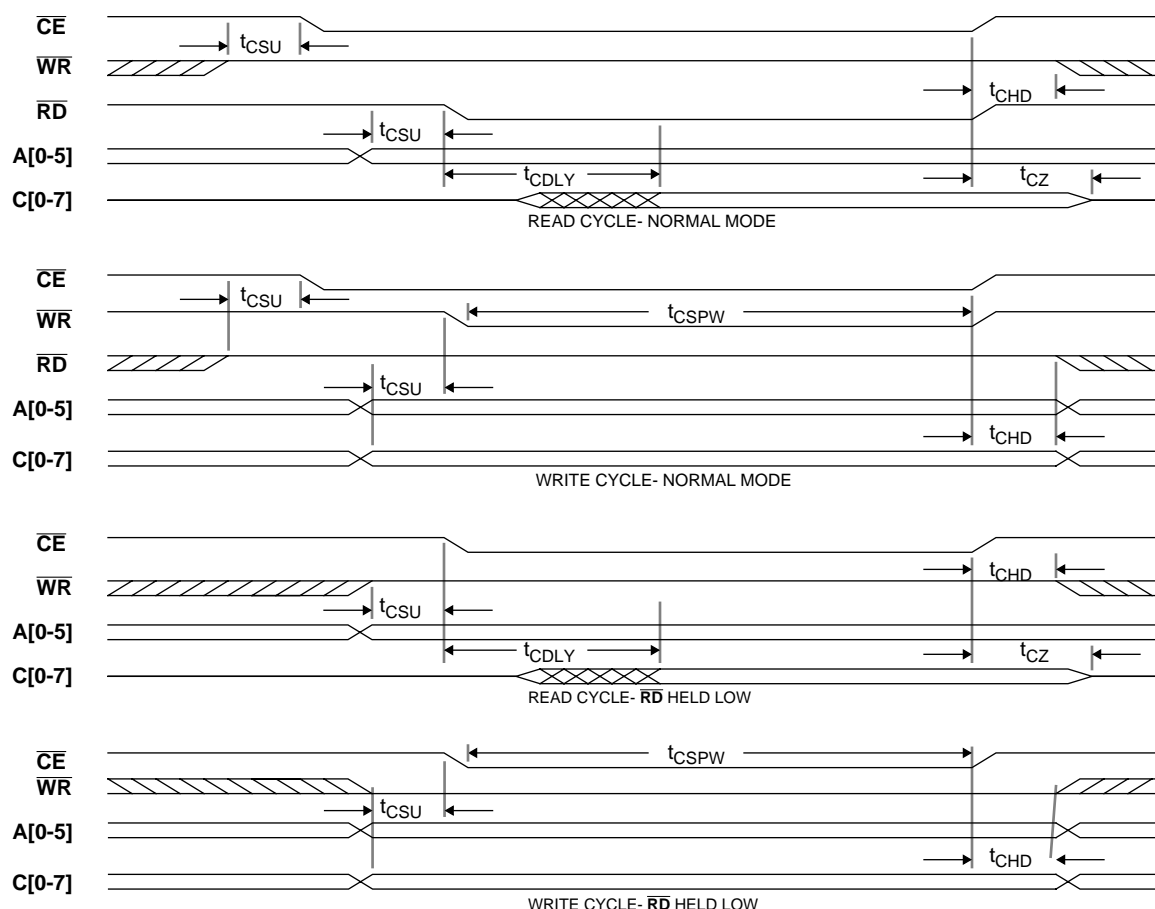 CE
tCSU
WR
tCHD
RD
tCSU
A[0-5]
tCDLY
tCZ
C[0-7]
READ CYCLE- NORMAL MODE
CE
tCSU
WR
tCSPW
RD
tCSU
A[0-5]
tCHD
C[0-7]
WRITE CYCLE- NORMAL MODE
CE
WR
tCHD
tCSU
A[0-5]
tCDLY
tCZ
C[0-7]
READ CYCLE- RD HELD LOW
CE
tCSPW
WR
tCSU
A[0-5]
tCHD
C[0-7]
WRITE CYCLE- RD HELD LOW